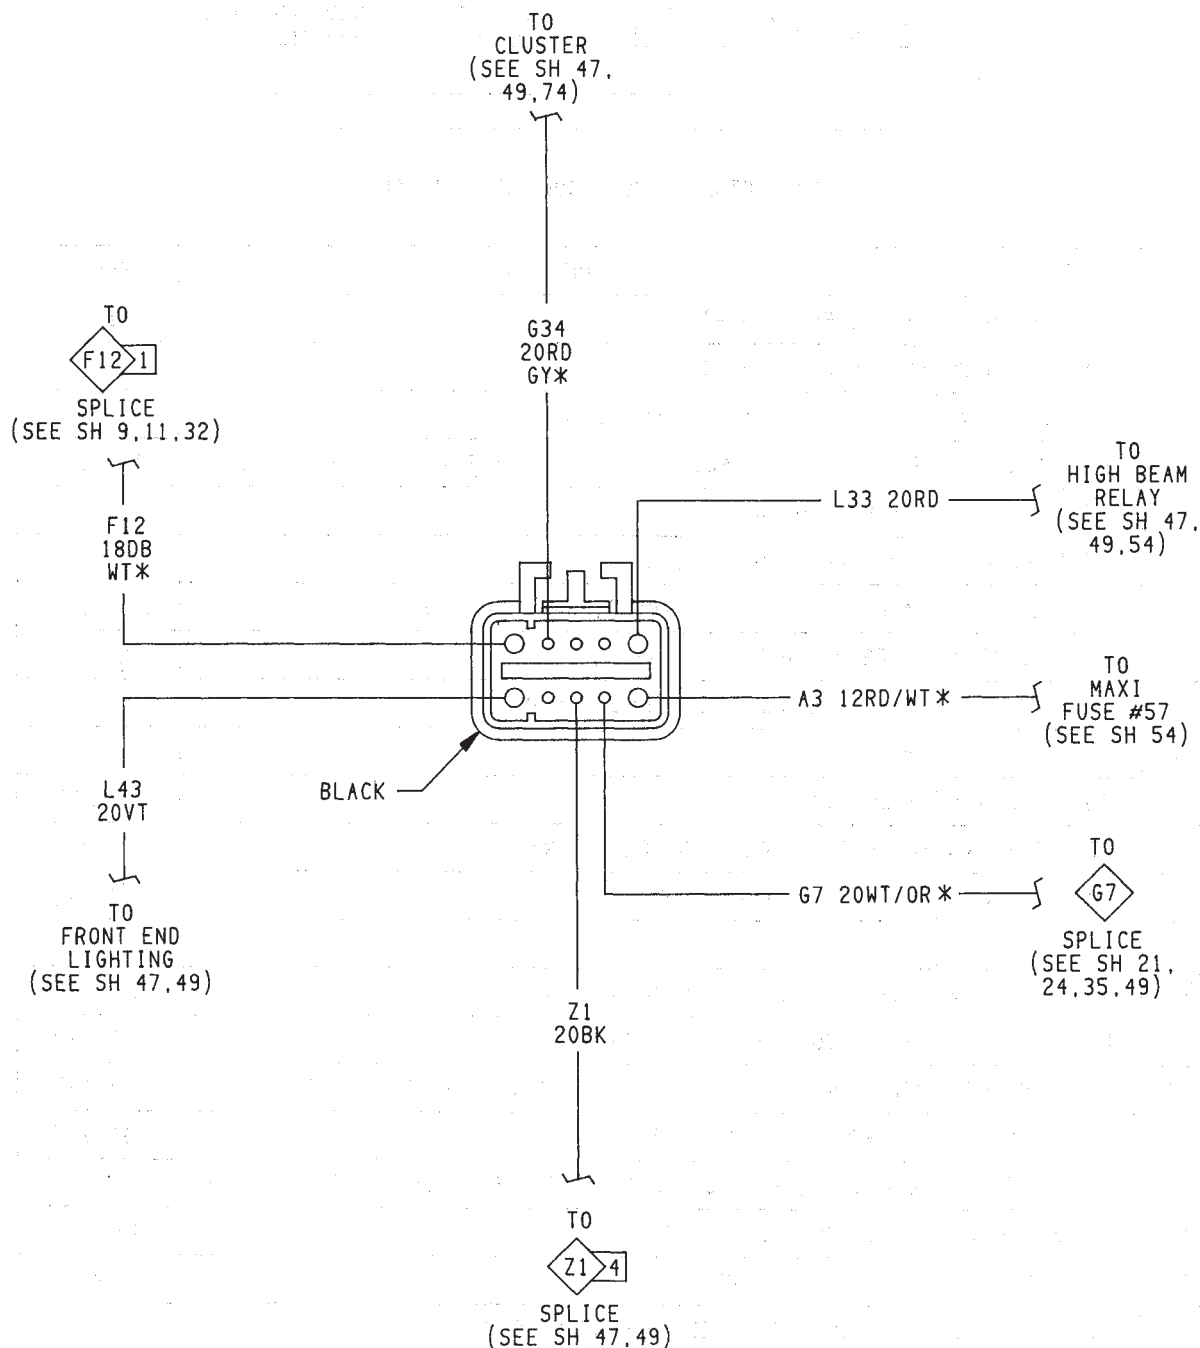 TO
CLUSTER
(SEE SH 47,
49,74)
TO
F12 1
SPLICE
(SEE SH 9,11,32)
G34
20RD
GY*
F12
18DB
WT*
L33 20RD
TO
HIGH BEAM
RELAY
(SEE SH 47,
49,54)
A3 12RD/WT*
TO
MAXI
FUSE #57
(SEE SH 54)
L43
20VT
BLACK
TO
FRONT END
LIGHTING
(SEE SH 47,49)
G7 20WT/OR*
TO
G7
SPLICE
(SEE SH 21,
24,35,49)
Z1
20BK
TO
Z1 4
SPLICE
(SEE SH 47,49)